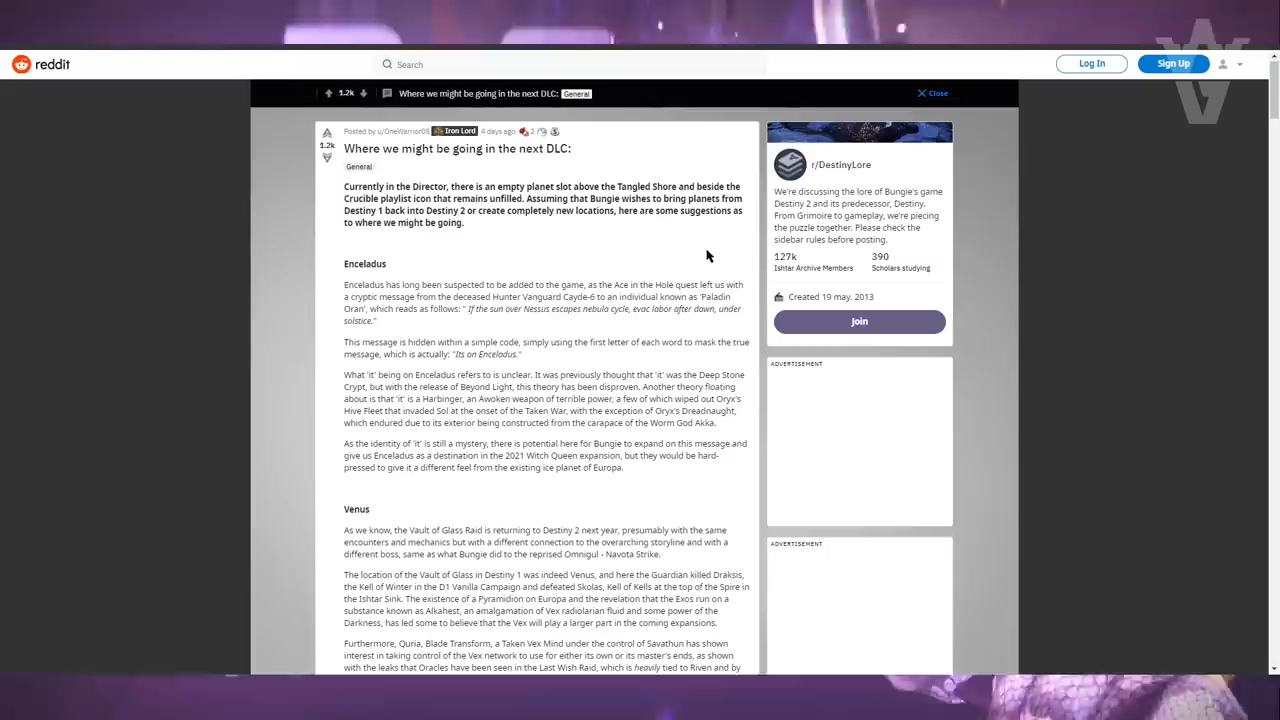 reddit
Search
Log In
Sign Up
1.2k
Where we might be going in the next DLC:
General
Close
Posted by u/OneWarrior05 Iron Lord 4 days ago 2
1.2k
Where we might be going in the next DLC:
General
Currently in the Director, there is an empty planet slot above the Tangled Shore and beside the
Crucible playlist icon that remains unfilled. Assuming that Bungie wishes to bring planets from
Destiny 1 back into Destiny 2 or create completely new locations, here are some suggestions as
to where we might be going.
Enceladus
Enceladus has long been suspected to be added to the game, as the Ace in the Hole quest left us with
a cryptic message from the deceased Hunter Vanguard Cayde-6 to an individual known as 'Paladin
Oran', which reads as follows: " If the sun over Nessus escapes nebula cycle, evac labor after dawn, under
solstice."
This message is hidden within a simple code, simply using the first letter of each word to mask the true
message, which is actually: "Its on Enceladus."
What 'it' being on Enceladus refers to is unclear. It was previously thought that 'it' was the Deep Stone
Crypt, but with the release of Beyond Light, this theory has been disproven. Another theory floating
about is that 'it' is a Harbinger, an Awoken weapon of terrible power, a few of which wiped out Oryx's
Hive Fleet that invaded Sol at the onset of the Taken War, with the exception of Oryx's Dreadnaught,
which endured due to its exterior being constructed from the carapace of the Worm God Akka.
As the identity of 'it' is still a mystery, there is potential here for Bungie to expand on this message and
give us Enceladus as a destination in the 2021 Witch Queen expansion, but they would be hard-
pressed to give it a different feel from the existing ice planet of Europa.
Venus
As we know, the Vault of Glass Raid is returning to Destiny 2 next year, presumably with the same
encounters and mechanics but with a different connection to the overarching storyline and with a
different boss, same as what Bungie did to the reprised Omnigul - Navota Strike.
The location of the Vault of Glass in Destiny 1 was indeed Venus, and here the Guardian killed Draksis,
the Kell of Winter in the D1 Vanilla Campaign and defeated Skolas, Kell of Kells at the top of the Spire in
the Ishtar Sink. The existence of a Pyramidion on Europa and the revelation that the Exos run on a
substance known as Alkahest, an amalgamation of Vex radiolarian fluid and some power of the
Darkness, has led some to believe that the Vex will play a larger part in the coming expansions.
Furthermore, Quria, Blade Transform, a Taken Vex Mind under the control of Savathun has shown
interest in taking control of the Vex network to use for either its own or its master's ends, as shown
with the leaks that Oracles have been seen in the Last Wish Raid, which is heavily tied to Riven and by
r/DestinyLore
We're discussing the lore of Bungie's game
Destiny 2 and its predecessor, Destiny.
From Grimoire to gameplay, we're piecing
the puzzle together. Please check the
sidebar rules before posting.
127k 390
Ishtar Archive Members Scholars studying
Created 19 may. 2013
Join
ADVERTISEMENT
ADVERTISEMENT